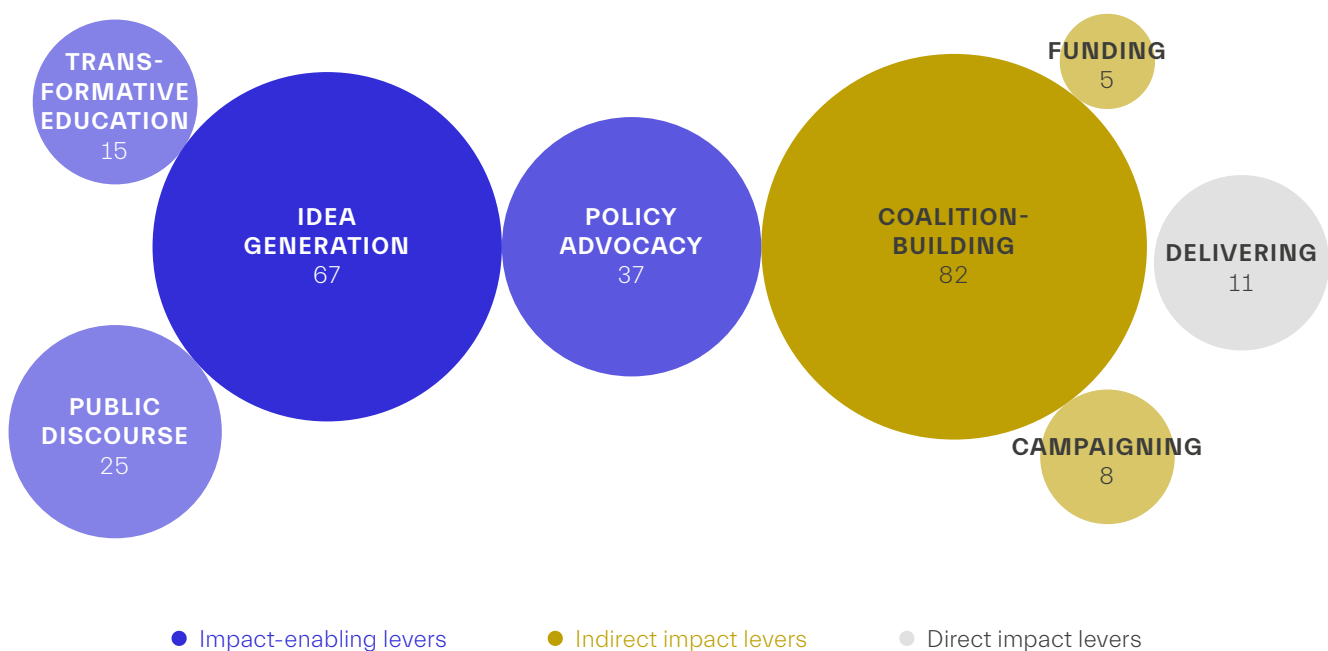 TRANS-
FORMATIVE
EDUCATION
15
IDEA
GENERATION
67
PUBLIC
DISCOURSE
25
POLICY
ADVOCACY
37
COALITION-
BUILDING
82
FUNDING
5
DELIVERING
11
CAMPAIGNING
8
Impact-enabling levers
Indirect impact levers
Direct impact levers